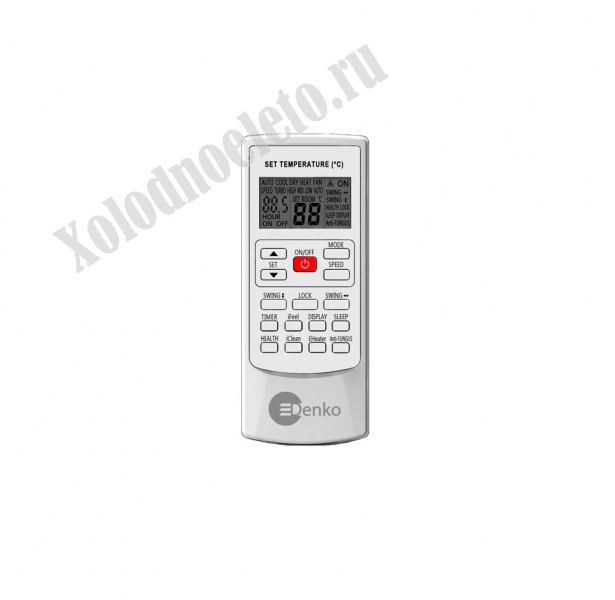 Xolodnoeleto.ru
SET TEMPERATURE (°C)
AUTO COOL DRY HEAT FAN ON
SPEED TURBO HIGH MID LOW AUTO SWING ↔
88.5 SET ROOM °C SWING ↕
88 HEALTH LOCK
HOUR SLEEP DISPLAY
ON OFF Anti-FUNGUS
▲ ON/OFF MODE
SET
▼ SPEED
SWING ↕ LOCK SWING ↔
TIMER iFeel DISPLAY SLEEP
HEALTH iClean EHeater Anti-FUNGUS
Denko